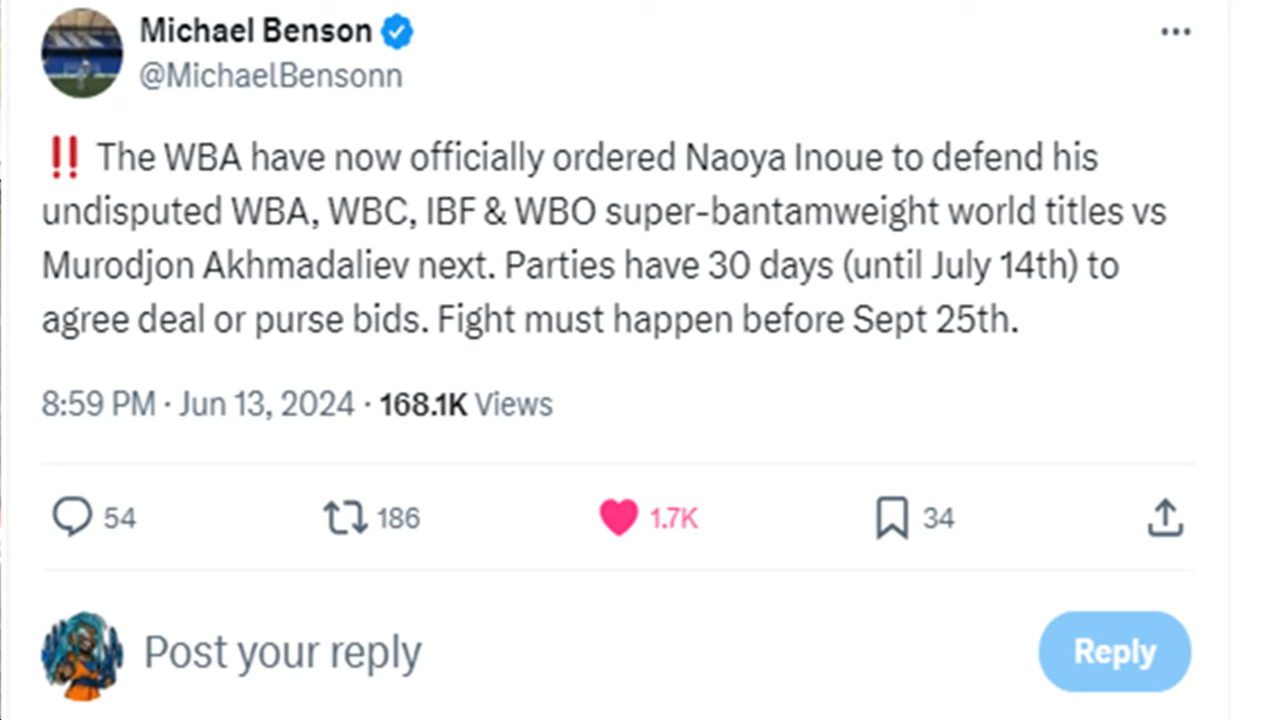 Michael Benson
@MichaelBensonn
‼️ The WBA have now officially ordered Naoya Inoue to defend his
undisputed WBA, WBC, IBF & WBO super-bantamweight world titles vs
Murodjon Akhmadaliev next. Parties have 30 days (until July 14th) to
agree deal or purse bids. Fight must happen before Sept 25th.
8:59 PM · Jun 13, 2024 · 168.1K Views
54 186 1.7K 34
Post your reply Reply